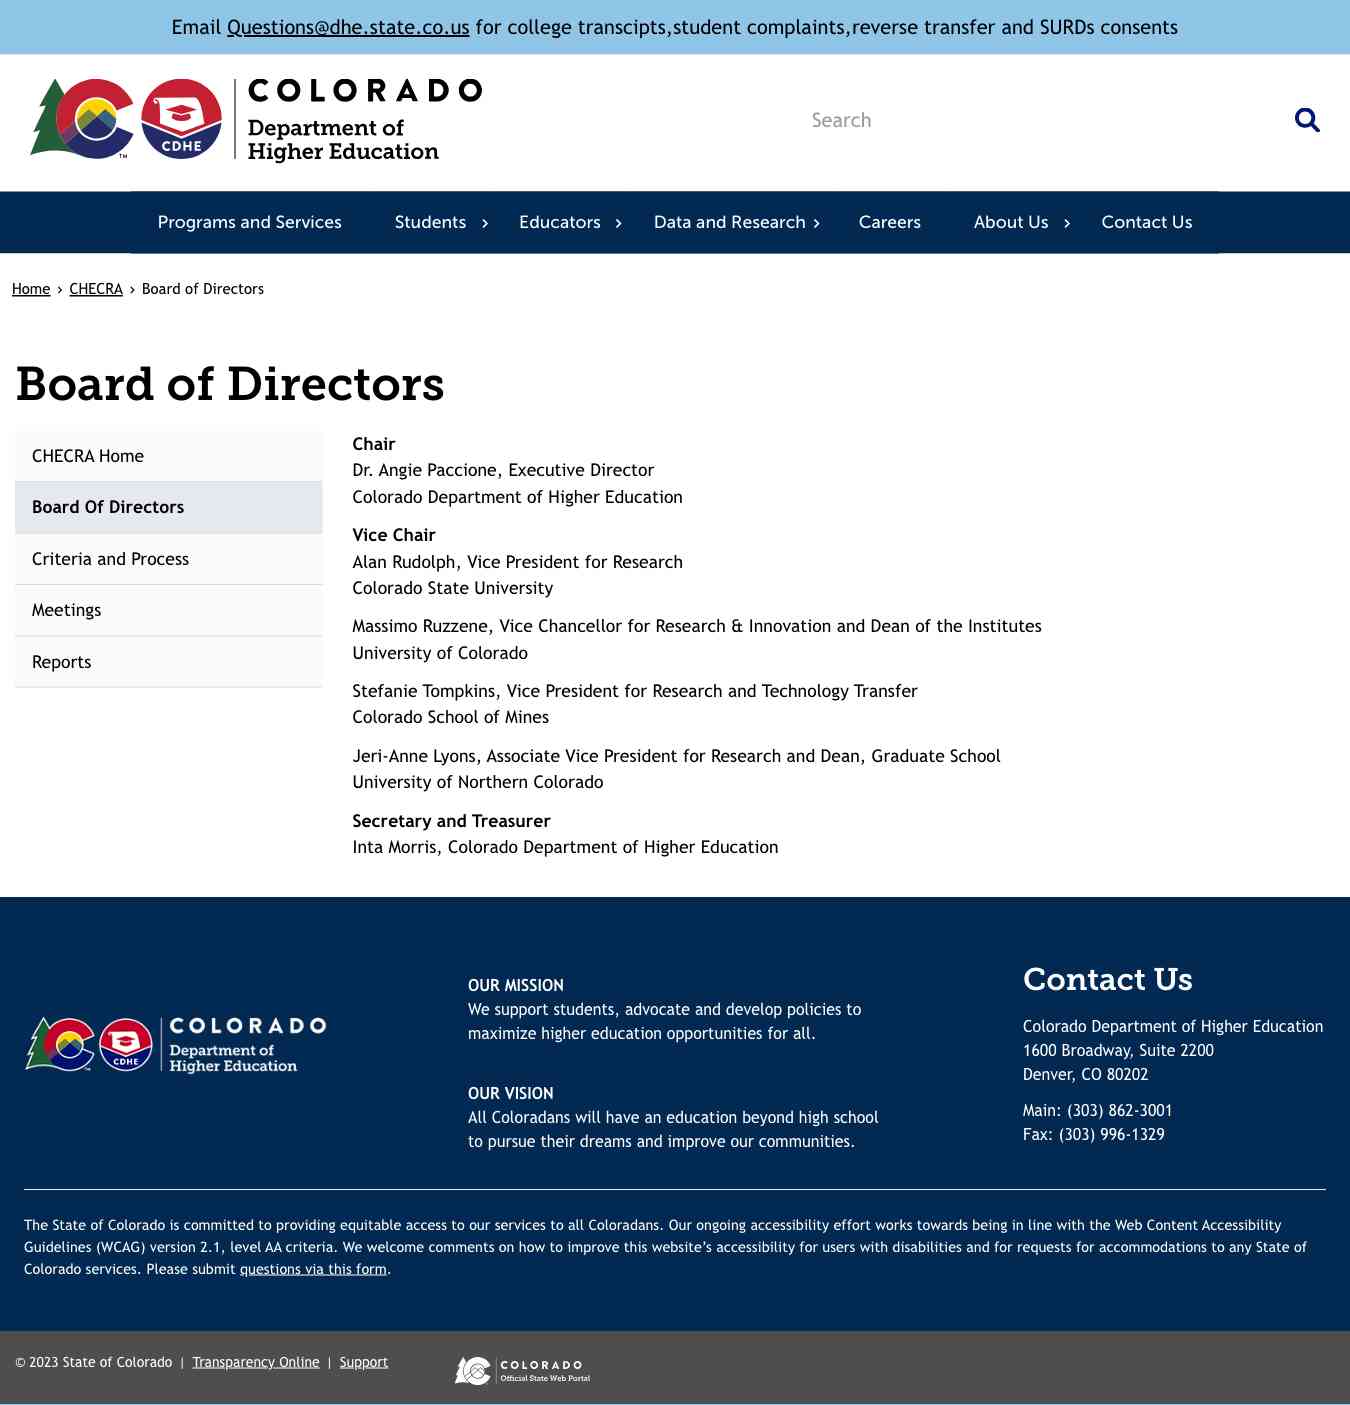 Email Questions@dhe.state.co.us for college transcipts,student complaints,reverse transfer and SURDs consents
CDHE
TM
COLORADO
Department of
Higher Education
Search
Programs and Services Students Educators Data and Research Careers About Us Contact Us
Home › CHECRA › Board of Directors
Board of Directors
CHECRA Home
Board Of Directors
Criteria and Process
Meetings
Reports
Chair
Dr. Angie Paccione, Executive Director
Colorado Department of Higher Education
Vice Chair
Alan Rudolph, Vice President for Research
Colorado State University
Massimo Ruzzene, Vice Chancellor for Research & Innovation and Dean of the Institutes
University of Colorado
Stefanie Tompkins, Vice President for Research and Technology Transfer
Colorado School of Mines
Jeri-Anne Lyons, Associate Vice President for Research and Dean, Graduate School
University of Northern Colorado
Secretary and Treasurer
Inta Morris, Colorado Department of Higher Education
CDHE
TM
COLORADO
Department of
Higher Education
OUR MISSION
We support students, advocate and develop policies to
maximize higher education opportunities for all.
OUR VISION
All Coloradans will have an education beyond high school
to pursue their dreams and improve our communities.
Contact Us
Colorado Department of Higher Education
1600 Broadway, Suite 2200
Denver, CO 80202
Main: (303) 862-3001
Fax: (303) 996-1329
The State of Colorado is committed to providing equitable access to our services to all Coloradans. Our ongoing accessibility effort works towards being in line with the Web Content Accessibility
Guidelines (WCAG) version 2.1, level AA criteria. We welcome comments on how to improve this website’s accessibility for users with disabilities and for requests for accommodations to any State of
Colorado services. Please submit questions via this form.
© 2023 State of Colorado | Transparency Online | Support
COLORADO
Official State Web Portal